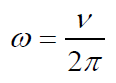 ω = ν / 2π